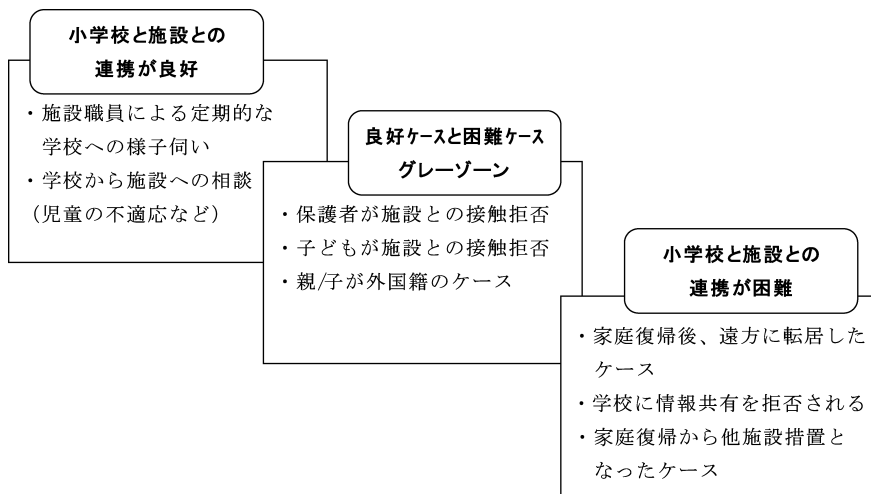 小学校と施設との
連携が良好
・施設職員による定期的な
学校への様子伺い
・学校から施設への相談
(児童の不適応など)
良好ケースと困難ケース
グレーゾーン
・保護者が施設との接触拒否
・子どもが施設との接触拒否
・親/子が外国籍のケース
小学校と施設との
連携が困難
・家庭復帰後、遠方に転居した
ケース
・学校に情報共有を拒否される
・家庭復帰から他施設措置と
なったケース